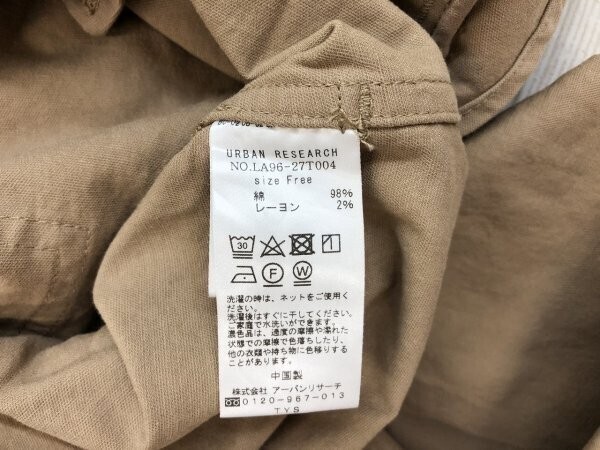 URBAN RESEARCH
NO.LA96-27T004
size Free
綿 98%
レーヨン 2%
30
F W
洗濯の時は、ネットをご使用く
ださい。
洗濯後はすぐに干してください。
ご家庭で水洗いができます。
濃色品は、過度の摩擦や濡れた
状態での摩擦で色落ちしたり、
他の衣類や持ち物に色移りする
ことがあります。
中国製
株式会社 アーバンリサーチ
0120-967-013
TYS